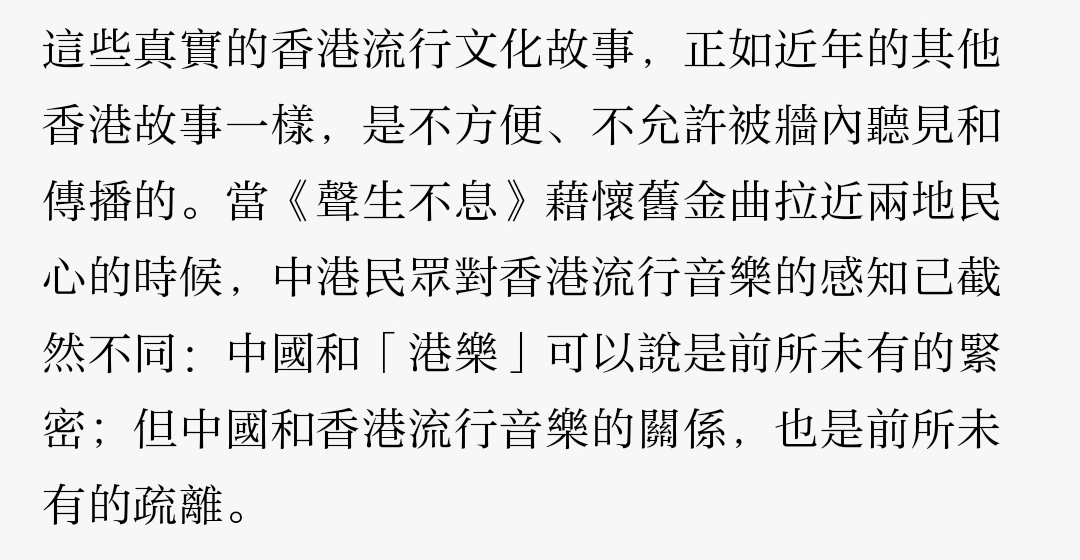 這些真實的香港流行文化故事，正如近年的其他
香港故事一樣，是不方便、不允許被牆內聽見和
傳播的。當《聲生不息》藉懷舊金曲拉近兩地民
心的時候，中港民眾對香港流行音樂的感知已截
然不同：中國和「港樂」可以說是前所未有的緊
密；但中國和香港流行音樂的關係，也是前所未
有的疏離。